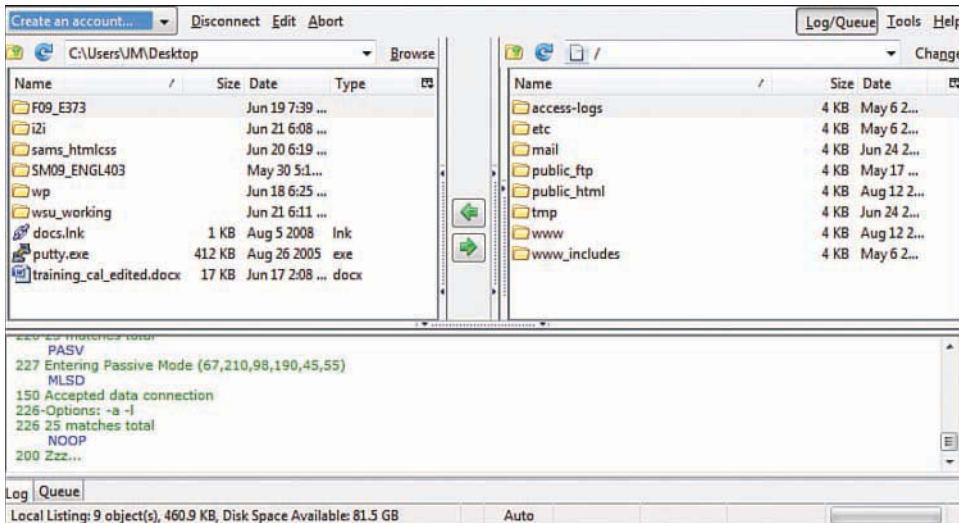 Create an account... Disconnect Edit Abort Log/Queue Tools Help
C:\Users\JM\Desktop Browse / Change
Name / Size Date Type Name / Size Date
F09_E373 Jun 19 7:39 ... access-logs 4 KB May 6 2...
i2i Jun 21 6:08 ... etc 4 KB May 6 2...
sams_htmlcss Jun 20 6:19 ... mail 4 KB Jun 24 2...
SM09_ENGL403 May 30 5:1... public_ftp 4 KB May 17 ...
wp Jun 18 6:25 ... public_html 4 KB Aug 12 2...
wsu_working Jun 21 6:11 ... tmp 4 KB Jun 24 2...
docs.lnk 1 KB Aug 5 2008 lnk www 4 KB Aug 12 2...
putty.exe 412 KB Aug 26 2005 exe www_includes 4 KB May 6 2...
training_cal_edited.docx 17 KB Jun 17 2:08 ... docx
226 25 matches total
PASV
227 Entering Passive Mode (67,210,98,190,45,55)
MLSD
150 Accepted data connection
226-Options: -a -l
226 25 matches total
NOOP
200 Zzz...
Log Queue
Local Listing: 9 object(s), 460.9 KB, Disk Space Available: 81.5 GB Auto